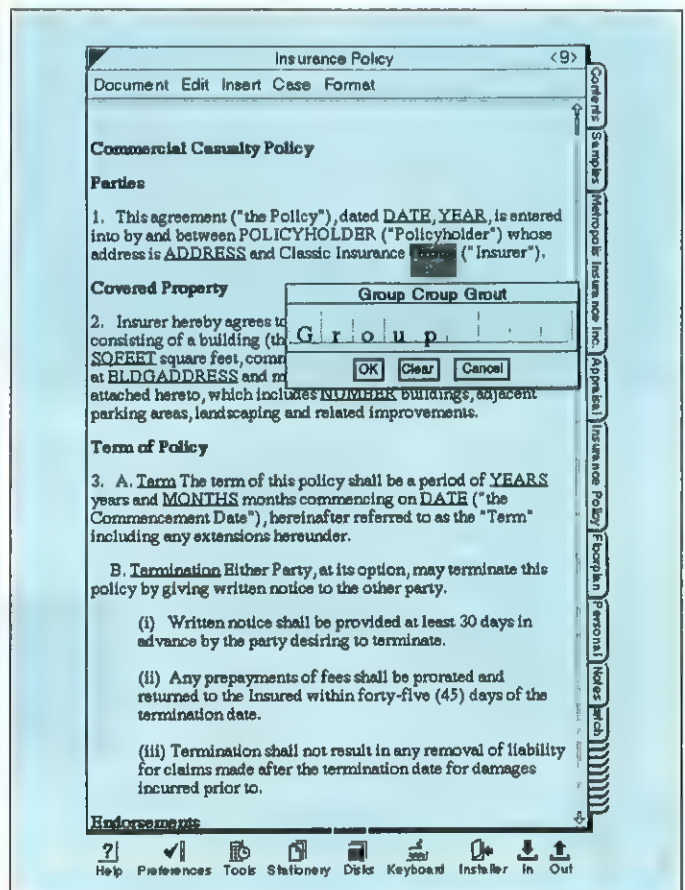 Insurance Policy <9>
Document Edit Insert Case Format
Commercial Casualty Policy
Parties
1. This agreement ("the Policy"), dated DATE, YEAR, is entered
into by and between POLICYHOLDER ("Policyholder") whose
address is ADDRESS and Classic Insurance ("Insurer").
Covered Property
2. Insurer hereby agrees to
consisting of a building (th
SQFEET square feet, comm
at BLDGADDRESS and m
attached hereto, which includes NUMBER buildings, adjacent
parking areas, landscaping and related improvements.
Group Croup Grout
G r o u p
OK Clear Cancel
Term of Policy
3. A. Term The term of this policy shall be a period of YEARS
years and MONTHS months commencing on DATE ("the
Commencement Date"), hereinafter referred to as the "Term"
including any extensions hereunder.
B. Termination Either Party, at its option, may terminate this
policy by giving written notice to the other party.
(i) Written notice shall be provided at least 30 days in
advance by the party desiring to terminate.
(ii) Any prepayments of fees shall be prorated and
returned to the Insured within forty-five (45) days of the
termination date.
(iii) Termination shall not result in any removal of liability
for claims made after the termination date for damages
incurred prior to.
Endorsements
Contents
Samples
Metropolis Insurance Inc.
Appraisal
Insurance Policy
Floorplan
Personal
Notes
Help Preferences Tools Stationery Disks Keyboard Installer In Out